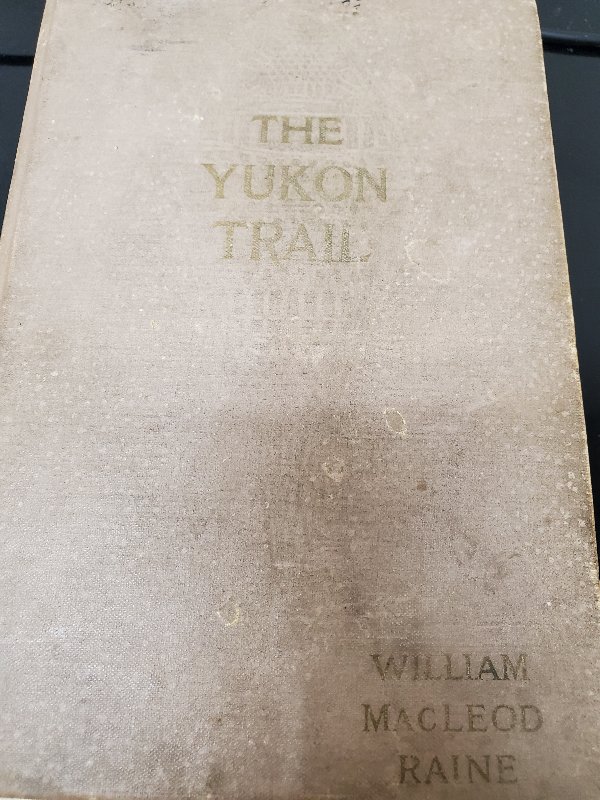 THE
YUKON
TRAIL
WILLIAM
MACLEOD
RAINE